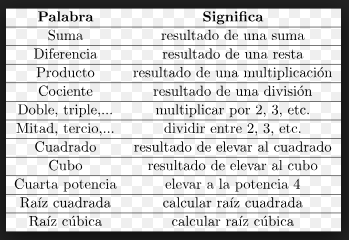 Palabra Significa
Suma resultado de una suma
Diferencia resultado de una resta
Producto resultado de una multiplicación
Cociente resultado de una división
Doble, triple,... multiplicar por 2, 3, etc.
Mitad, tercio,... dividir entre 2, 3, etc.
Cuadrado resultado de elevar al cuadrado
Cubo resultado de elevar al cubo
Cuarta potencia elevar a la potencia 4
Raíz cuadrada calcular raíz cuadrada
Raíz cúbica calcular raíz cúbica